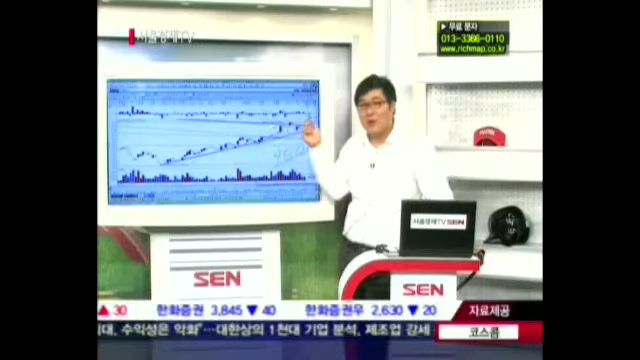 서울경제TV
▶ 무료 문자
013-3366-0110
www.richmap.co.kr
서울경제TV SEN
SEN
SEN
▲ 30 한화증권 3,845 ▼ 40 한화증권우 2,630 ▼ 20 자료제공
대, 수익성은 악화"…대한상의 1천대 기업 분석, 제조업 강세 코스콤